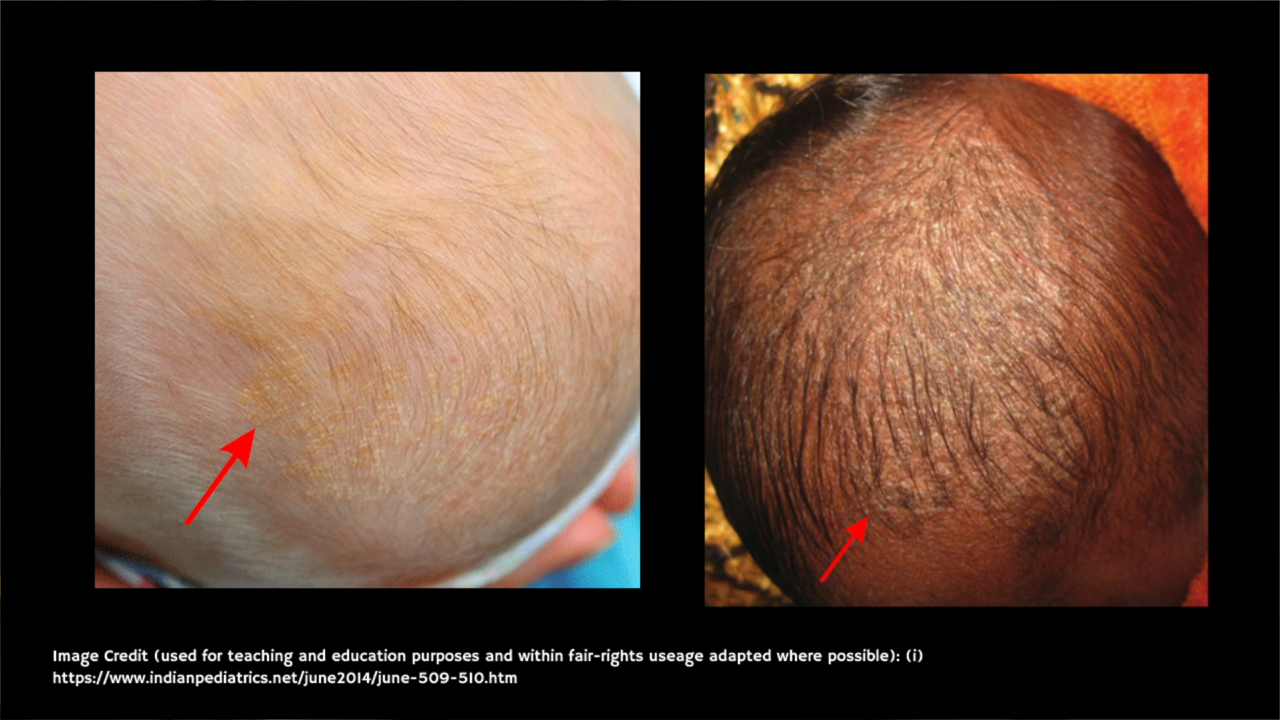 Image Credit (used for teaching and education purposes and within fair-rights useage adapted where possible): (i)
https://www.indianpediatrics.net/june2014/june-509-510.htm